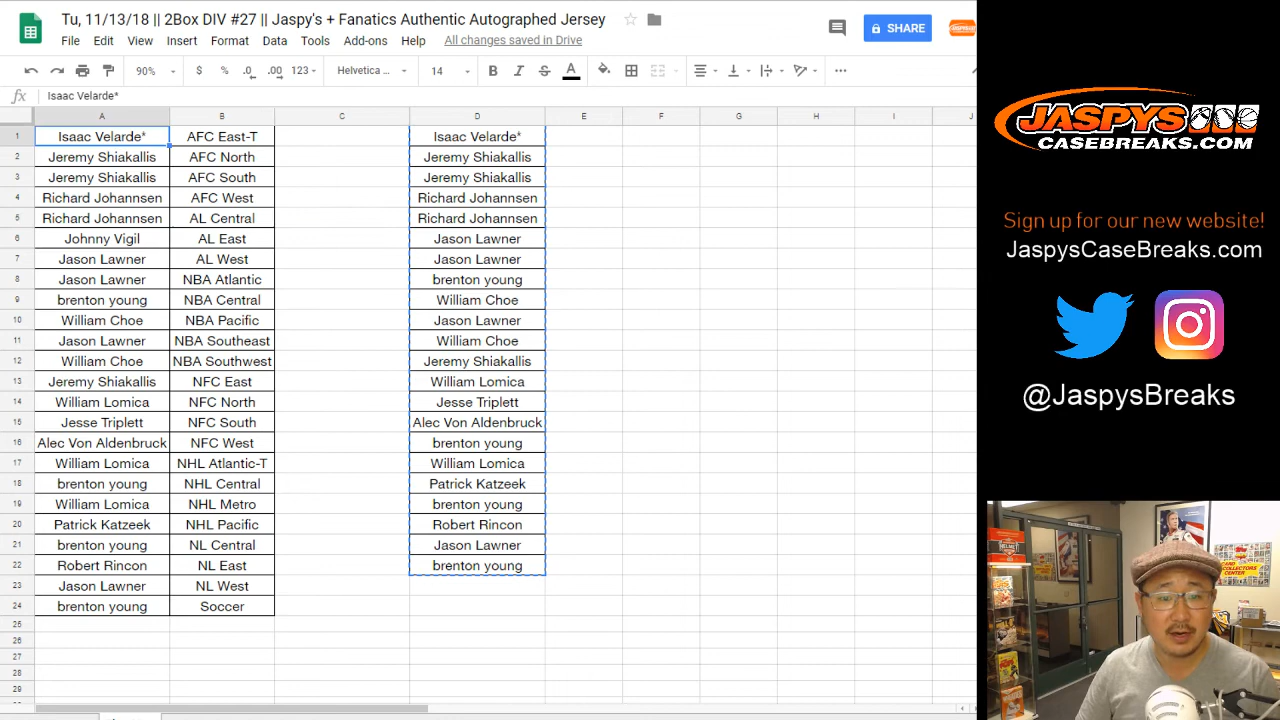 Tu, 11/13/18 || 2Box DIV #27 || Jaspy's + Fanatics Authentic Autographed Jersey
File Edit View Insert Format Data Tools Add-ons Help All changes saved in Drive
SHARE
90% $ % .0 .00 123 Helvetica ... 14 B I S A
fx Isaac Velarde*
A B C D E F G H I J
1 Isaac Velarde* AFC East-T Isaac Velarde*
2 Jeremy Shiakallis AFC North Jeremy Shiakallis
3 Jeremy Shiakallis AFC South Jeremy Shiakallis
4 Richard Johannsen AFC West Richard Johannsen
5 Richard Johannsen AL Central Richard Johannsen
6 Johnny Vigil AL East Jason Lawner
7 Jason Lawner AL West Jason Lawner
8 Jason Lawner NBA Atlantic brenton young
9 brenton young NBA Central William Choe
10 William Choe NBA Pacific Jason Lawner
11 Jason Lawner NBA Southeast William Choe
12 William Choe NBA Southwest Jeremy Shiakallis
13 Jeremy Shiakallis NFC East William Lomica
14 William Lomica NFC North Jesse Triplett
15 Jesse Triplett NFC South Alec Von Aldenbruck
16 Alec Von Aldenbruck NFC West brenton young
17 William Lomica NHL Atlantic-T William Lomica
18 brenton young NHL Central Patrick Katzeek
19 William Lomica NHL Metro brenton young
20 Patrick Katzeek NHL Pacific Robert Rincon
21 brenton young NL Central Jason Lawner
22 Robert Rincon NL East brenton young
23 Jason Lawner NL West
24 brenton young Soccer
25
26
27
28
29
JASPYS
CASEBREAKS.COM
Sign up for our new website!
JaspysCaseBreaks.com
@JaspysBreaks